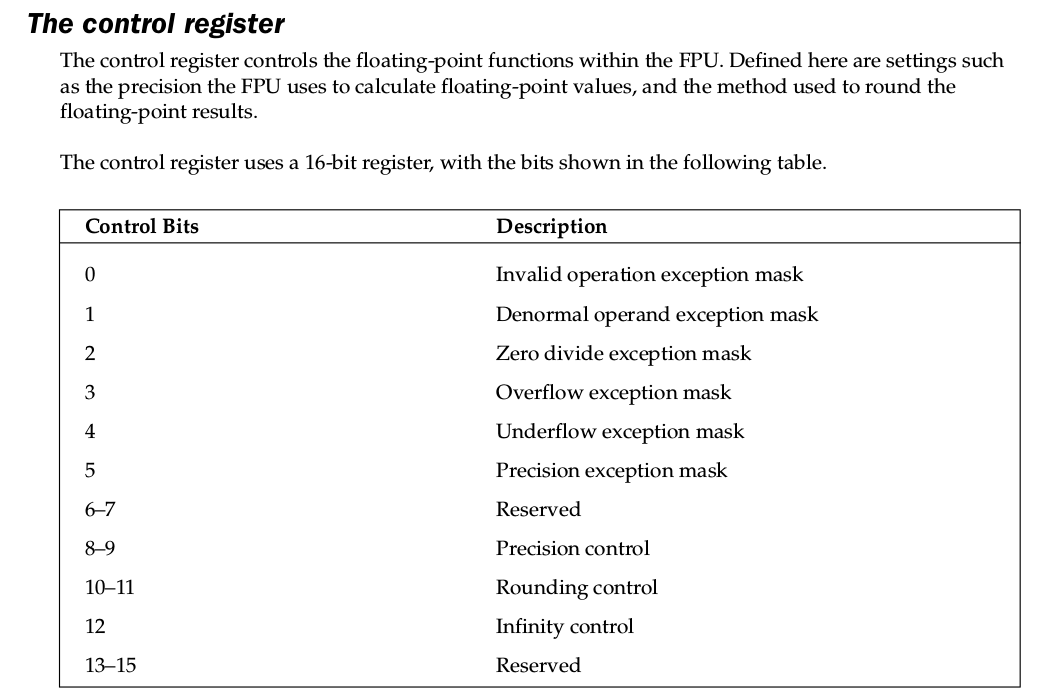 The control register
The control register controls the floating-point functions within the FPU. Defined here are settings such
as the precision the FPU uses to calculate floating-point values, and the method used to round the
floating-point results.
The control register uses a 16-bit register, with the bits shown in the following table.
Control Bits Description
0 Invalid operation exception mask
1 Denormal operand exception mask
2 Zero divide exception mask
3 Overflow exception mask
4 Underflow exception mask
5 Precision exception mask
6–7 Reserved
8–9 Precision control
10–11 Rounding control
12 Infinity control
13–15 Reserved